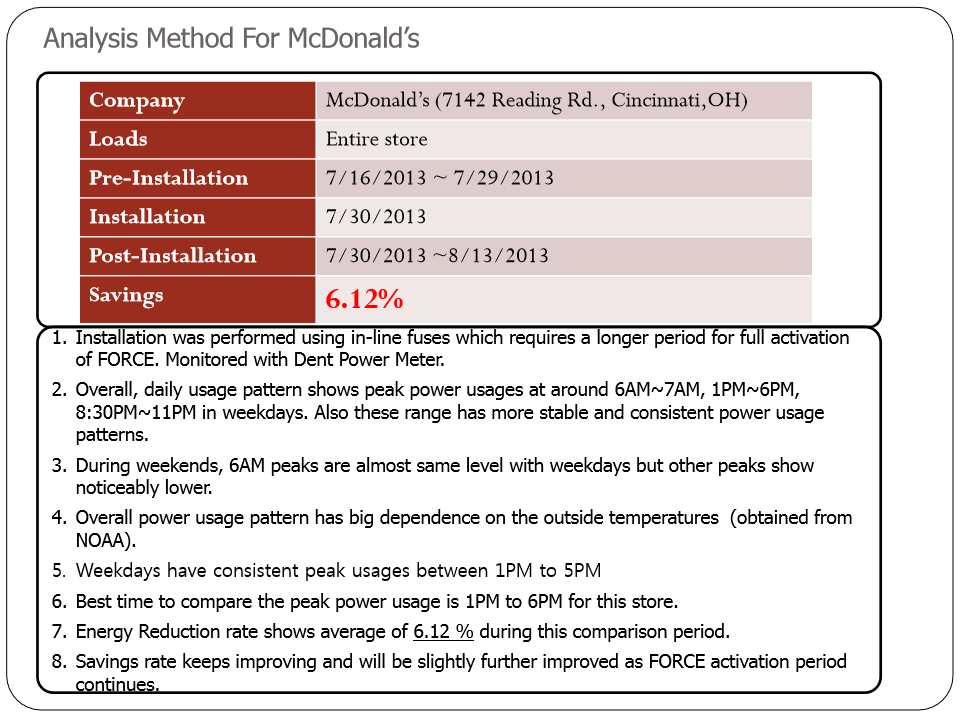 Analysis Method For McDonald’s
Company McDonald’s (7142 Reading Rd., Cincinnati,OH)
Loads Entire store
Pre-Installation 7/16/2013 ~ 7/29/2013
Installation 7/30/2013
Post-Installation 7/30/2013 ~8/13/2013
Savings 6.12%
1. Installation was performed using in-line fuses which requires a longer period for full activation
of FORCE. Monitored with Dent Power Meter.
2. Overall, daily usage pattern shows peak power usages at around 6AM~7AM, 1PM~6PM,
8:30PM~11PM in weekdays. Also these range has more stable and consistent power usage
patterns.
3. During weekends, 6AM peaks are almost same level with weekdays but other peaks show
noticeably lower.
4. Overall power usage pattern has big dependence on the outside temperatures (obtained from
NOAA).
5. Weekdays have consistent peak usages between 1PM to 5PM
6. Best time to compare the peak power usage is 1PM to 6PM for this store.
7. Energy Reduction rate shows average of 6.12 % during this comparison period.
8. Savings rate keeps improving and will be slightly further improved as FORCE activation period
continues.